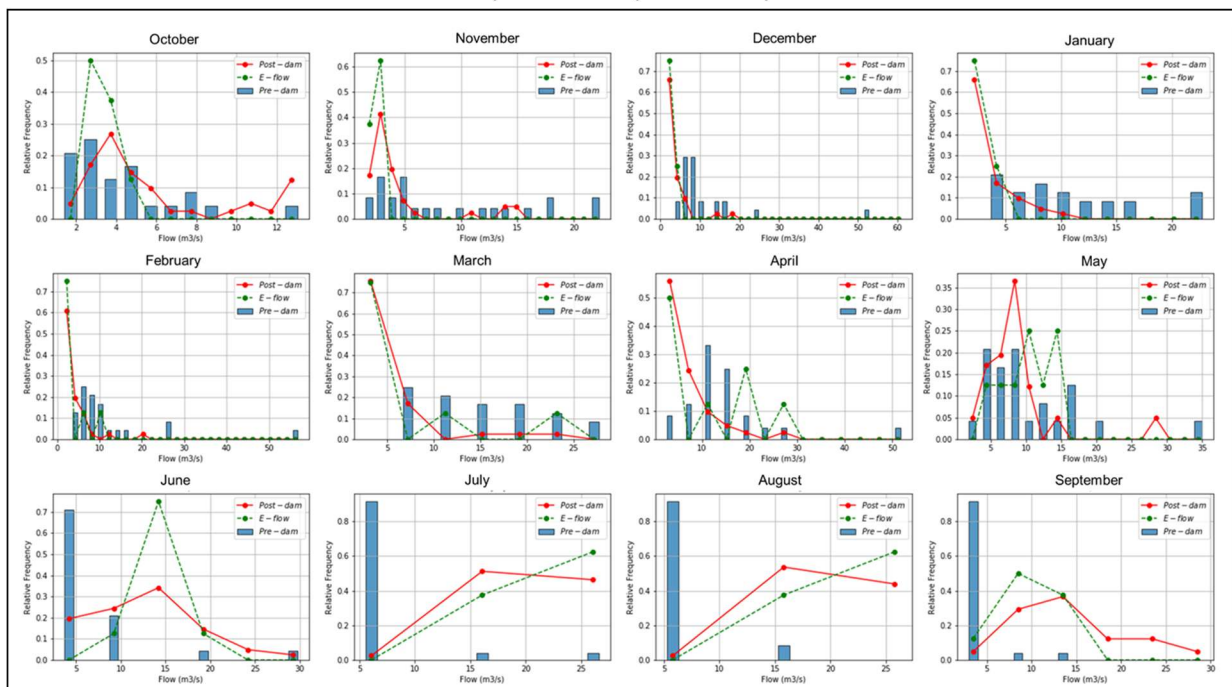 October
Post-dam
E-flow
Pre-dam
Relative Frequency
0.5
0.4
0.3
0.2
0.1
0.0
2 4 6 8 10 12
Flow (m3/s)
November
Post-dam
E-flow
Pre-dam
Relative Frequency
0.6
0.5
0.4
0.3
0.2
0.1
0.0
5 10 15 20
Flow (m3/s)
December
Post-dam
E-flow
Pre-dam
Relative Frequency
0.7
0.6
0.5
0.4
0.3
0.2
0.1
0.0
0 10 20 30 40 50 60
Flow (m3/s)
January
Post-dam
E-flow
Pre-dam
Relative Frequency
0.7
0.6
0.5
0.4
0.3
0.2
0.1
0.0
5 10 15 20
Flow (m3/s)
February
Post-dam
E-flow
Pre-dam
Relative Frequency
0.7
0.6
0.5
0.4
0.3
0.2
0.1
0.0
0 10 20 30 40 50
Flow (m3/s)
March
Post-dam
E-flow
Pre-dam
Relative Frequency
0.7
0.6
0.5
0.4
0.3
0.2
0.1
0.0
5 10 15 20 25
Flow (m3/s)
April
Post-dam
E-flow
Pre-dam
Relative Frequency
0.5
0.4
0.3
0.2
0.1
0.0
0 10 20 30 40 50
Flow (m3/s)
May
Post-dam
E-flow
Pre-dam
Relative Frequency
0.35
0.30
0.25
0.20
0.15
0.10
0.05
0.00
5 10 15 20 25 30 35
Flow (m3/s)
June
Post-dam
E-flow
Pre-dam
Relative Frequency
0.7
0.6
0.5
0.4
0.3
0.2
0.1
0.0
5 10 15 20 25 30
Flow (m3/s)
July
Post-dam
E-flow
Pre-dam
Relative Frequency
0.8
0.6
0.4
0.2
0.0
5 10 15 20 25
Flow (m3/s)
August
Post-dam
E-flow
Pre-dam
Relative Frequency
0.8
0.6
0.4
0.2
0.0
5 10 15 20 25
Flow (m3/s)
September
Post-dam
E-flow
Pre-dam
Relative Frequency
0.8
0.6
0.4
0.2
0.0
5 10 15 20 25 30
Flow (m3/s)